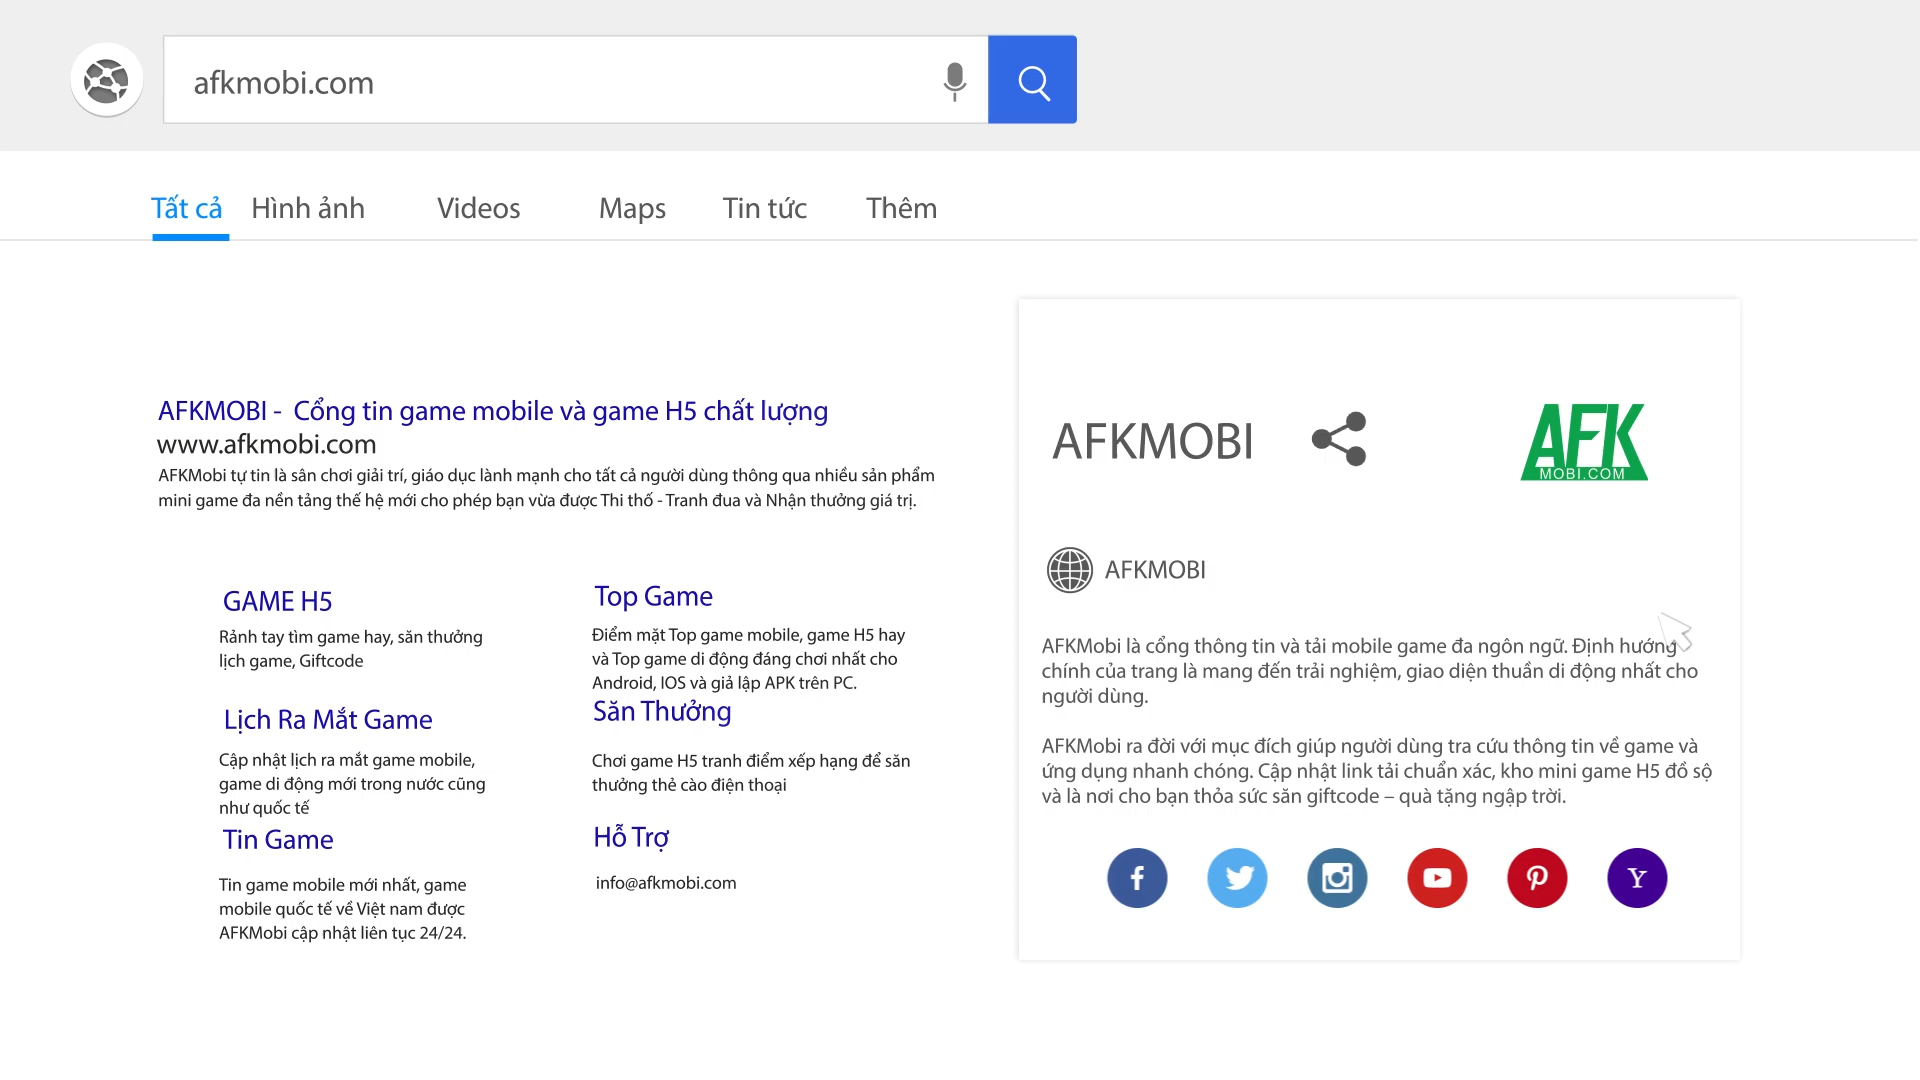 afkmobi.com
Tất cả Hình ảnh Videos Maps Tin tức Thêm
AFKMOBI - Cổng tin game mobile và game H5 chất lượng
www.afkmobi.com
AFKMobi tự tin là sân chơi giải trí, giáo dục lành mạnh cho tất cả người dùng thông qua nhiều sản phẩm
mini game đa nền tảng thế hệ mới cho phép bạn vừa được Thi thố - Tranh đua và Nhận thưởng giá trị.
GAME H5
Rảnh tay tìm game hay, săn thưởng
lịch game, Giftcode
Lịch Ra Mắt Game
Cập nhật lịch ra mắt game mobile,
game di động mới trong nước cũng
như quốc tế
Tin Game
Tin game mobile mới nhất, game
mobile quốc tế về Việt nam được
AFKMobi cập nhật liên tục 24/24.
Top Game
Điểm mặt Top game mobile, game H5 hay
và Top game di động đáng chơi nhất cho
Android, IOS và giả lập APK trên PC.
Săn Thưởng
Chơi game H5 tranh điểm xếp hạng để săn
thưởng thẻ cào điện thoại
Hỗ Trợ
info@afkmobi.com
AFKMOBI
AFK
MOBI.COM
AFKMOBI
AFKMobi là cổng thông tin và tải mobile game đa ngôn ngữ. Định hướng
chính của trang là mang đến trải nghiệm, giao diện thuần di động nhất cho
người dùng.
AFKMobi ra đời với mục đích giúp người dùng tra cứu thông tin về game và
ứng dụng nhanh chóng. Cập nhật link tải chuẩn xác, kho mini game H5 đồ sộ
và là nơi cho bạn thỏa sức săn giftcode – quà tặng ngập trời.